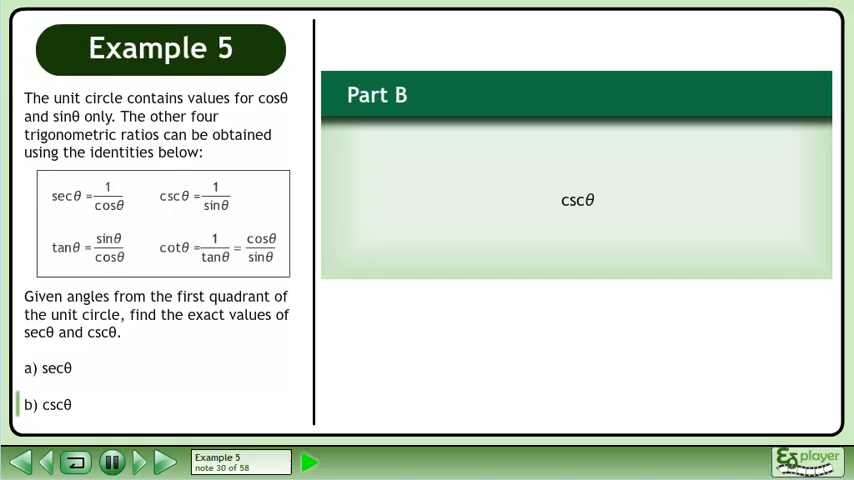 Example 5
The unit circle contains values for cosθ
and sinθ only. The other four
trigonometric ratios can be obtained
using the identities below:
secθ = 1/cosθ    cscθ = 1/sinθ
tanθ = sinθ/cosθ    cotθ = 1/tanθ = cosθ/sinθ
Given angles from the first quadrant of
the unit circle, find the exact values of
secθ and cscθ.
a) secθ
b) cscθ
Part B
cscθ
Example 5
note 30 of 58
player